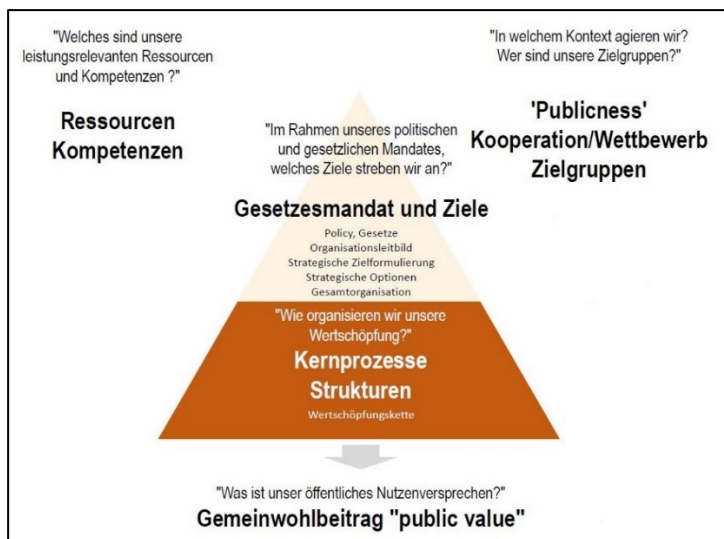 "Welches sind unsere
leistungsrelevanten Ressourcen
und Kompetenzen ?"
Ressourcen
Kompetenzen
"In welchem Kontext agieren wir?
Wer sind unsere Zielgruppen?"
'Publicness'
Kooperation/Wettbewerb
Zielgruppen
"Im Rahmen unseres politischen
und gesetzlichen Mandates,
welches Ziele streben wir an?"
Gesetzesmandat und Ziele
Policy, Gesetze
Organisationsleitbild
Strategische Zielformulierung
Strategische Optionen
Gesamtorganisation
"Wie organisieren wir unsere
Wertschöpfung?"
Kernprozesse
Strukturen
Wertschöpfungskette
"Was ist unser öffentliches Nutzenversprechen?"
Gemeinwohlbeitrag "public value"